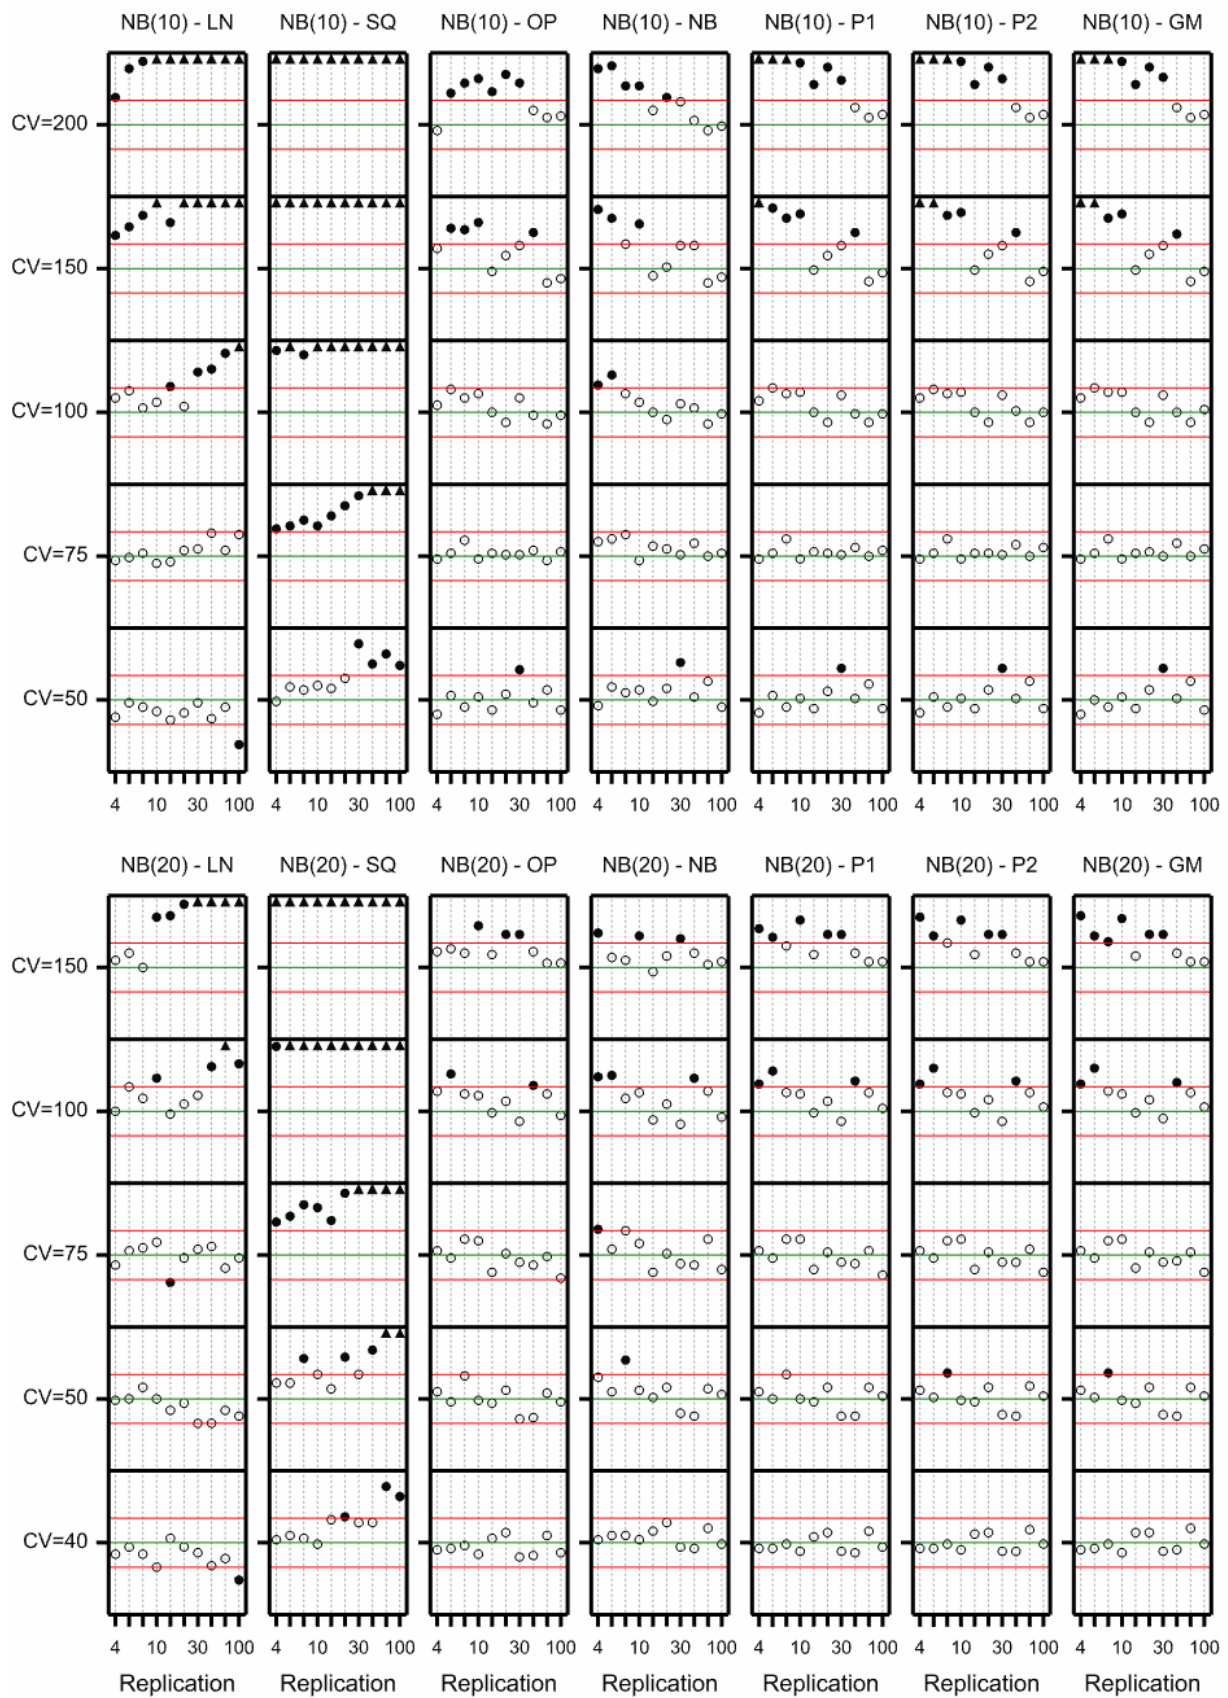 NB(10) - LN NB(10) - SQ NB(10) - OP NB(10) - NB NB(10) - P1 NB(10) - P2 NB(10) - GM
CV=200
CV=150
CV=100
CV=75
CV=50
4 10 30 100 4 10 30 100 4 10 30 100 4 10 30 100 4 10 30 100 4 10 30 100 4 10 30 100
NB(20) - LN NB(20) - SQ NB(20) - OP NB(20) - NB NB(20) - P1 NB(20) - P2 NB(20) - GM
CV=150
CV=100
CV=75
CV=50
CV=40
4 10 30 100 4 10 30 100 4 10 30 100 4 10 30 100 4 10 30 100 4 10 30 100 4 10 30 100
Replication Replication Replication Replication Replication Replication Replication